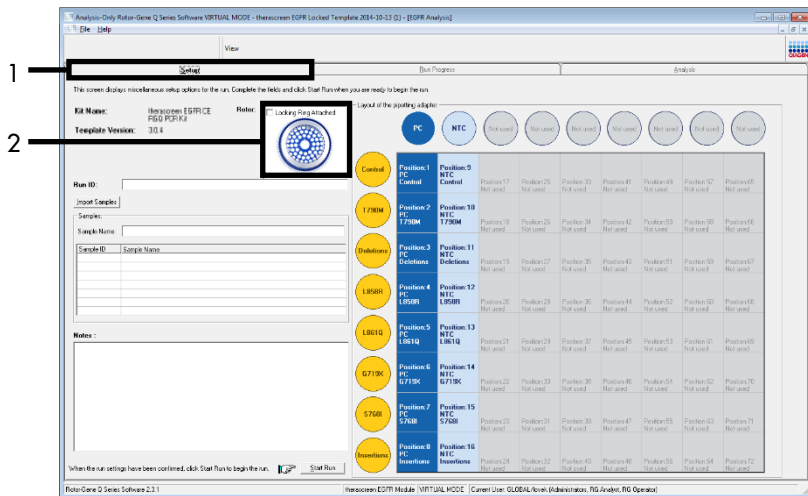 Analysis-Only Rotor-Gene Q Series Software VIRTUAL MODE - therascreen EGFR Locked Template 2014-10-13 (1) - [EGFR Analysis]
File Help
View
QIAGEN
1
Setup
Run Progress
Analysis
This screen displays miscellaneous setup options for the run. Complete the fields and click Start Run when you are ready to begin the run.
Kit Name: therascreen EGFR CE RGQ PCR Kit
Template Version: 3.0.4
Rotor:
Locking Ring Attached
2
Run ID:
Import Samples
Samples:
Sample Name
Sample ID Sample Name
Notes :
When the run settings have been confirmed, click Start Run to begin the run.
Start Run
Layout of the pipetting adapter:
PC NTC Not used Not used Not used Not used Not used Not used Not used
Control
Position:1 PC Control
Position:9 NTC Control
Position:17 Not used
Position:25 Not used
Position:33 Not used
Position:41 Not used
Position:49 Not used
Position:57 Not used
Position:65 Not used
T790M
Position:2 PC T790M
Position:10 NTC T790M
Position:18 Not used
Position:26 Not used
Position:34 Not used
Position:42 Not used
Position:50 Not used
Position:58 Not used
Position:66 Not used
Deletions
Position:3 PC Deletions
Position:11 NTC Deletions
Position:19 Not used
Position:27 Not used
Position:35 Not used
Position:43 Not used
Position:51 Not used
Position:59 Not used
Position:67 Not used
L858R
Position:4 PC L858R
Position:12 NTC L858R
Position:20 Not used
Position:28 Not used
Position:36 Not used
Position:44 Not used
Position:52 Not used
Position:60 Not used
Position:68 Not used
L861Q
Position:5 PC L861Q
Position:13 NTC L861Q
Position:21 Not used
Position:29 Not used
Position:37 Not used
Position:45 Not used
Position:53 Not used
Position:61 Not used
Position:69 Not used
G719X
Position:6 PC G719X
Position:14 NTC G719X
Position:22 Not used
Position:30 Not used
Position:38 Not used
Position:46 Not used
Position:54 Not used
Position:62 Not used
Position:70 Not used
S768I
Position:7 PC S768I
Position:15 NTC S768I
Position:23 Not used
Position:31 Not used
Position:39 Not used
Position:47 Not used
Position:55 Not used
Position:63 Not used
Position:71 Not used
Insertions
Position:8 PC Insertions
Position:16 NTC Insertions
Position:24 Not used
Position:32 Not used
Position:40 Not used
Position:48 Not used
Position:56 Not used
Position:64 Not used
Position:72 Not used
Rotor-Gene Q Series Software 2.3.1
therascreen EGFR Module VIRTUAL MODE Current User: GLOBAL/lovek (Administrators, RG Analyst, RG Operator)